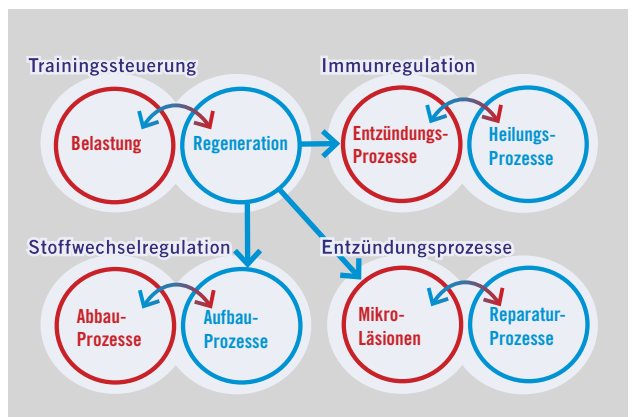 Trainingssteuerung
Belastung
Regeneration
Immunregulation
Entzündungs-
Prozesse
Heilungs-
Prozesse
Stoffwechselregulation
Abbau-
Prozesse
Aufbau-
Prozesse
Entzündungsprozesse
Mikro-
Läsionen
Reparatur-
Prozesse